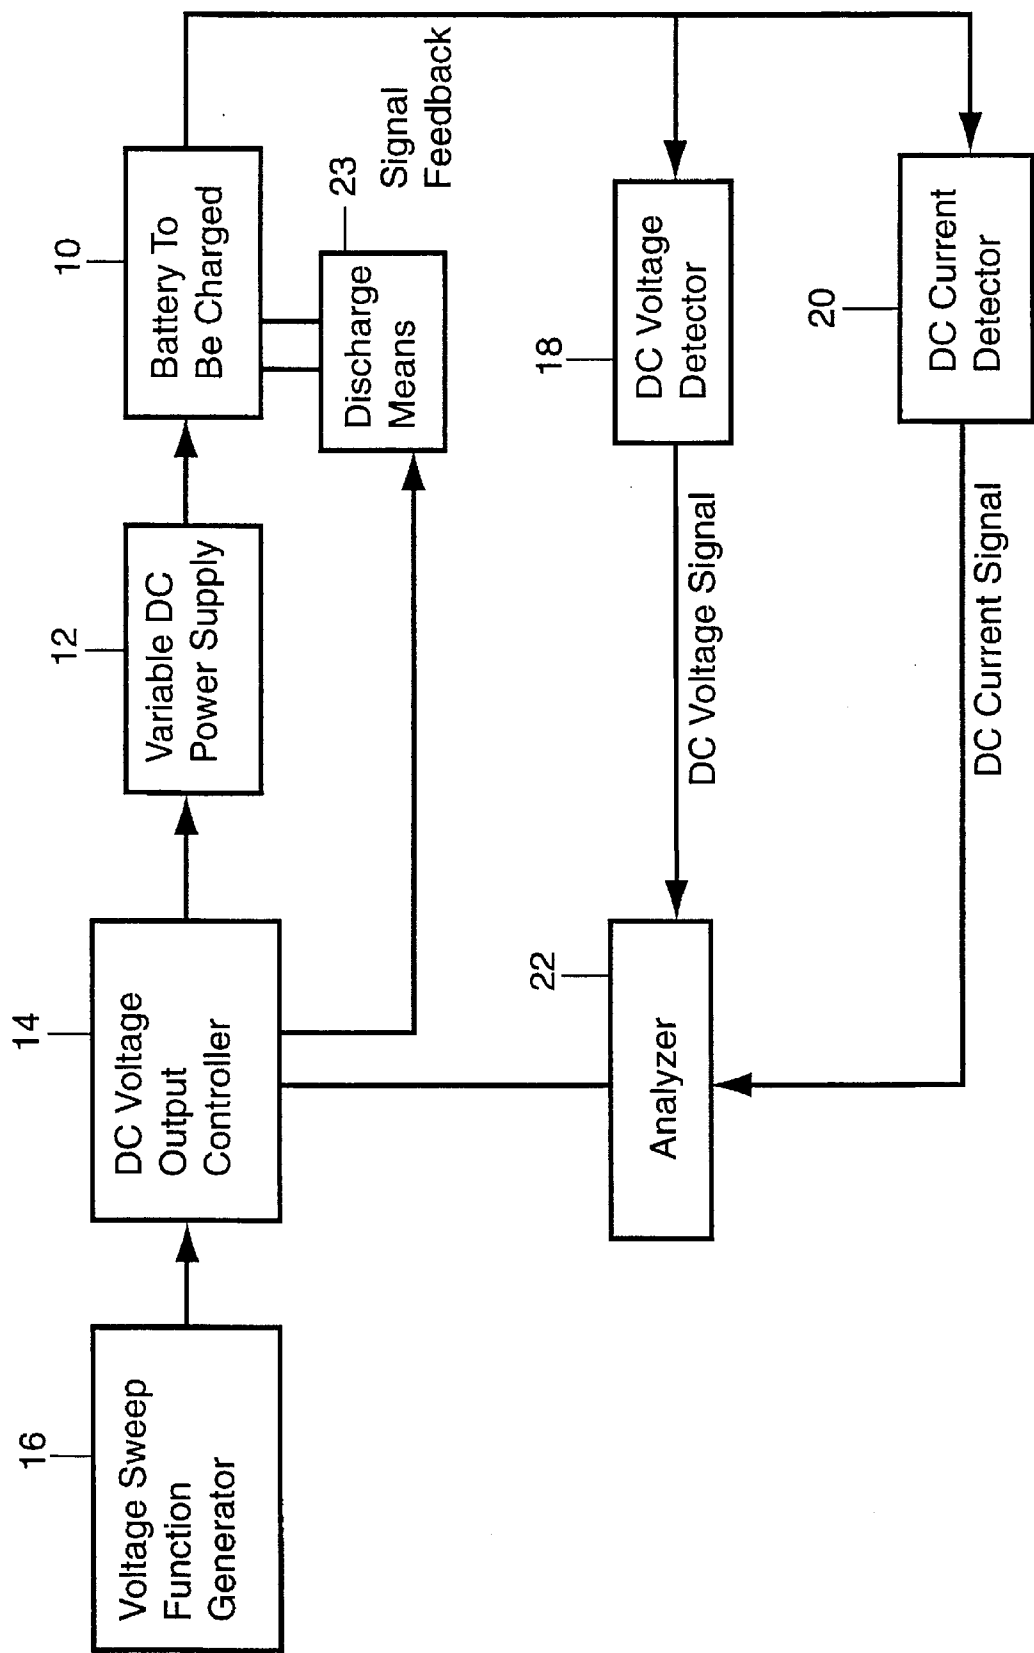 16
Voltage Sweep
Function
Generator
14
DC Voltage
Output
Controller
12
Variable DC
Power Supply
10
Battery To
Be Charged
23
Discharge
Means
Signal
Feedback
22
Analyzer
DC Voltage Signal
18
DC Voltage
Detector
DC Current Signal
20
DC Current
Detector